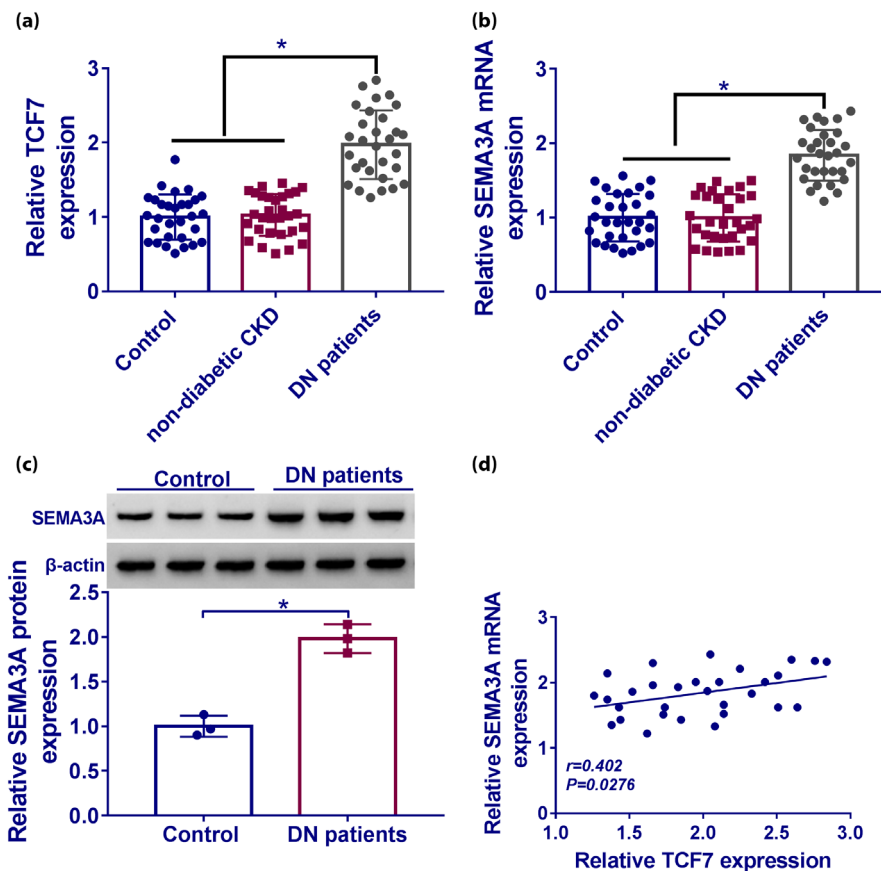 (a)
*
Relative TCF7
expression
3
2
1
0
Control
non-diabetic CKD
DN patients
(b)
*
Relative SEMA3A mRNA
expression
3
2
1
0
Control
non-diabetic CKD
DN patients
(c)
Control
DN patients
SEMA3A
β-actin
Relative SEMA3A protein
expression
2.5
2.0
1.5
1.0
0.5
0.0
*
Control
DN patients
(d)
Relative SEMA3A mRNA
expression
3
2
1
0
r=0.402
P=0.0276
1.0
1.5
2.0
2.5
3.0
Relative TCF7 expression